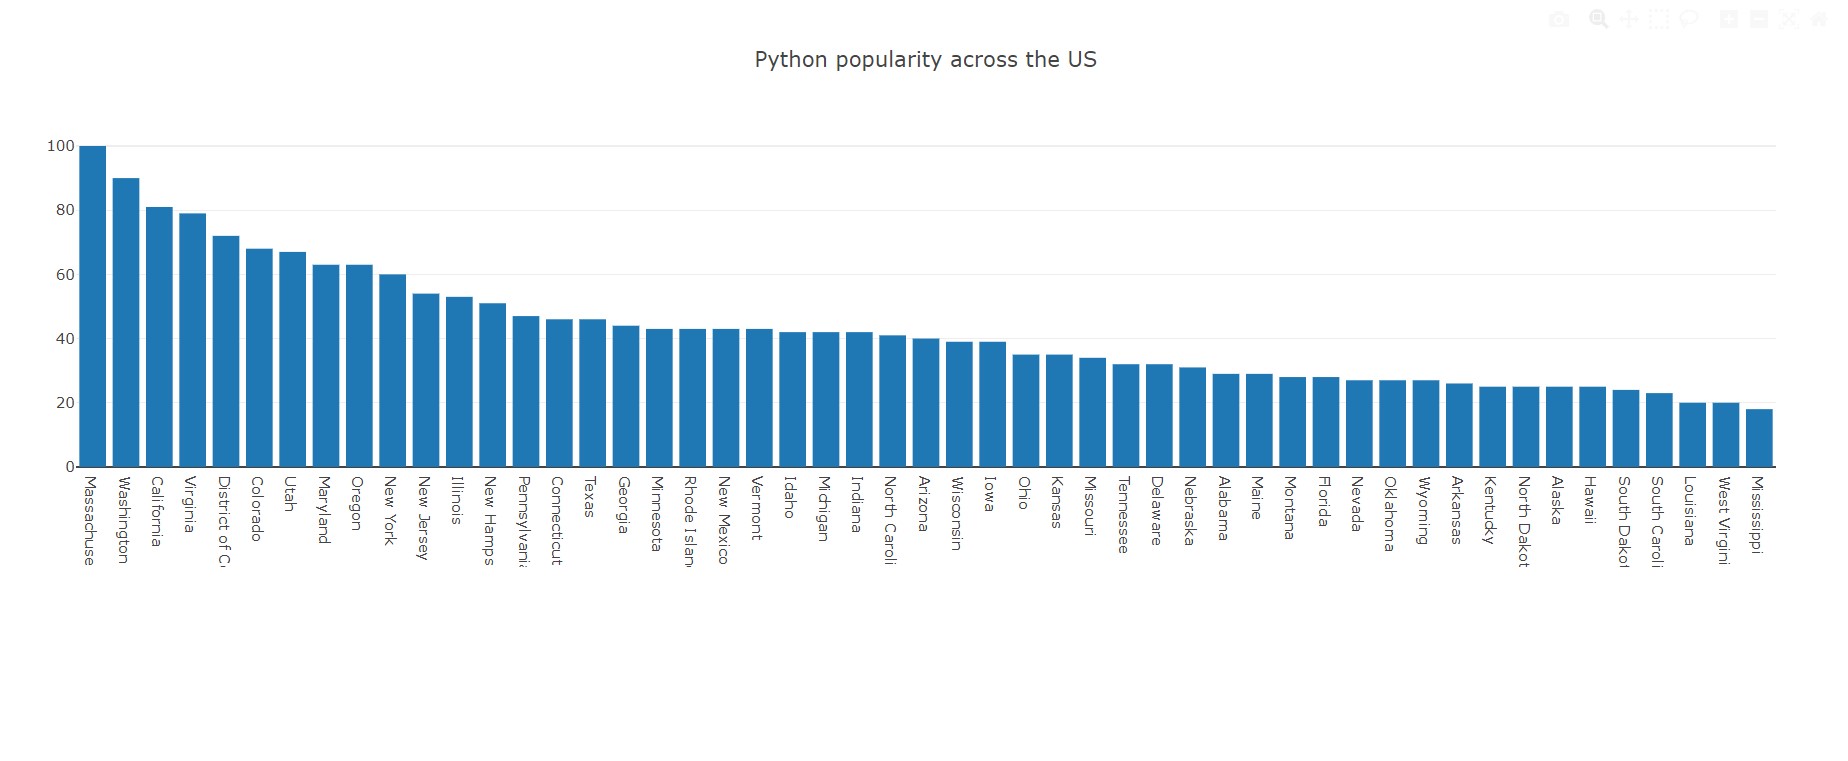 Python popularity across the US
100
80
60
40
20
0
Massachuse
Washington
California
Virginia
District of C
Colorado
Utah
Maryland
Oregon
New York
New Jersey
Illinois
New Hamps
Pennsylvani
Connecticut
Texas
Georgia
Minnesota
Rhode Islan
New Mexico
Vermont
Idaho
Michigan
Indiana
North Caroli
Arizona
Wisconsin
Iowa
Ohio
Kansas
Missouri
Tennessee
Delaware
Nebraska
Alabama
Maine
Montana
Florida
Nevada
Oklahoma
Wyoming
Arkansas
Kentucky
North Dakot
Alaska
Hawaii
South Dakot
South Caroli
Louisiana
West Virgini
Mississippi